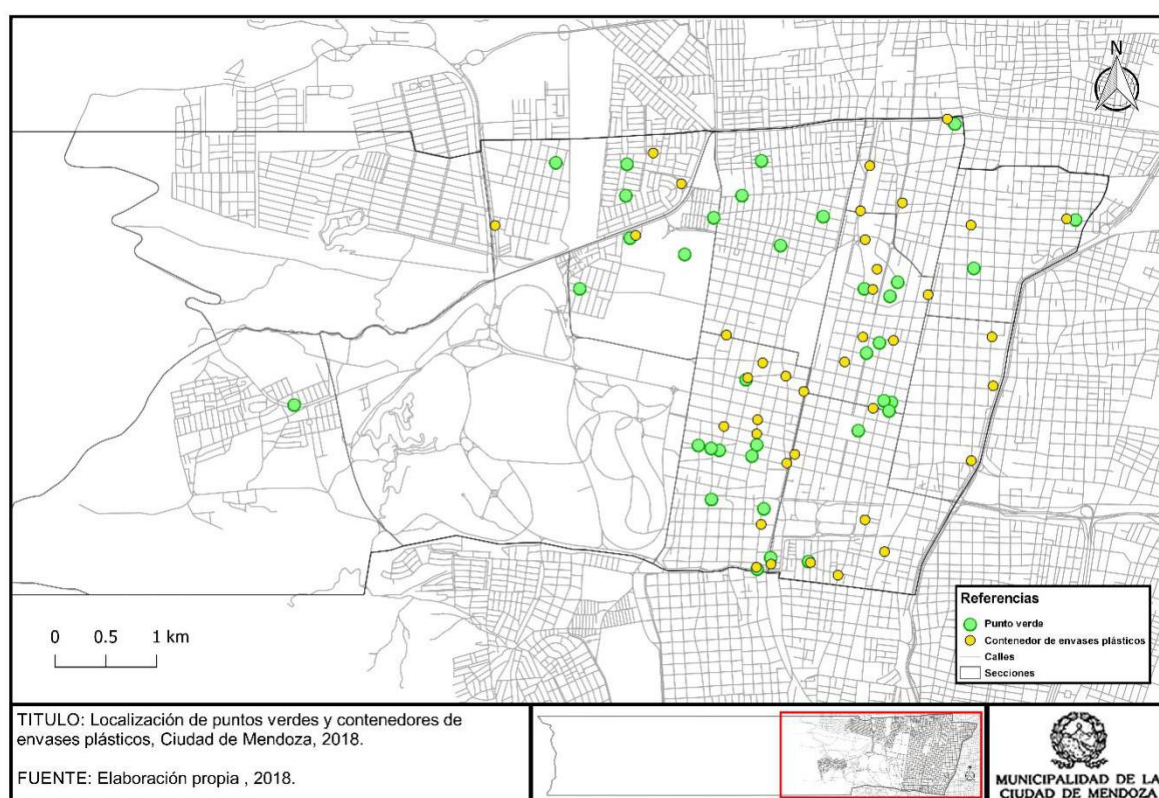 N
0 0.5 1 km
Referencias
Punto verde
Contenedor de envases plásticos
Calles
Secciones
TITULO: Localización de puntos verdes y contenedores de
envases plásticos, Ciudad de Mendoza, 2018.
FUENTE: Elaboración propia , 2018.
MUNICIPALIDAD DE LA
CIUDAD DE MENDOZA